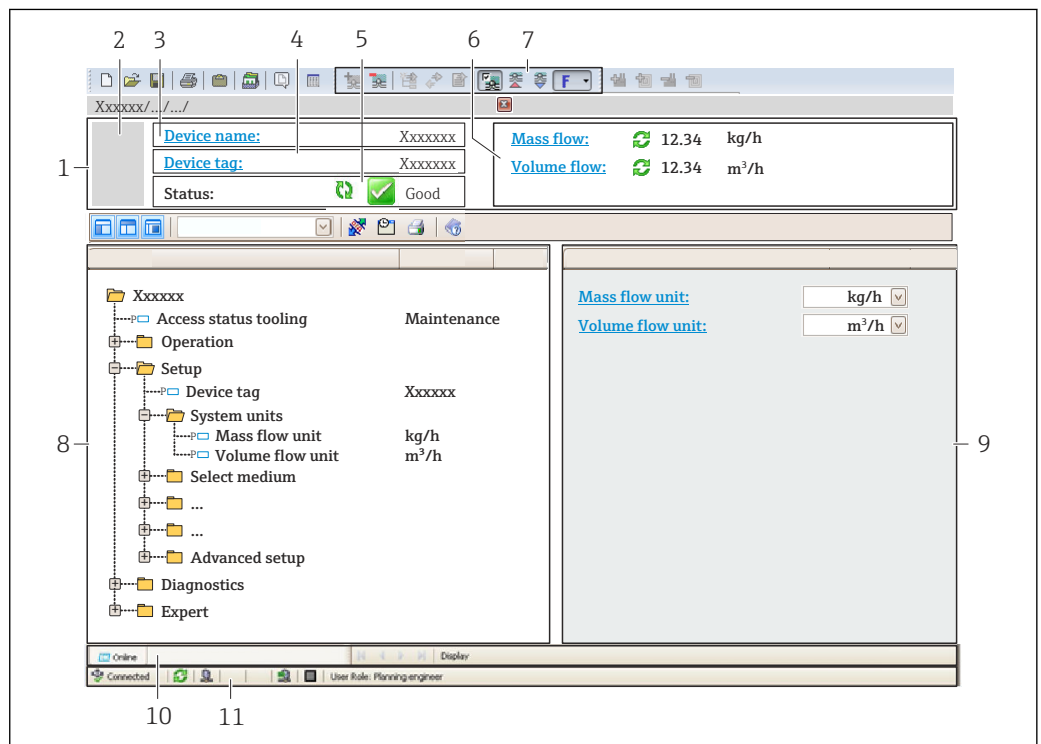 2 3 4 5 6 7
F
Xxxxxx/.../.../
1
Device name: Xxxxxxx
Device tag: Xxxxxxx
Status: Good
Mass flow: 12.34 kg/h
Volume flow: 12.34 m³/h
Xxxxxx
P Access status tooling Maintenance
Operation
Setup
P Device tag Xxxxxx
System units
P Mass flow unit kg/h
P Volume flow unit m³/h
Select medium
...
...
Advanced setup
Diagnostics
Expert
8
Mass flow unit: kg/h
Volume flow unit: m³/h
9
Online Display
Connected User Role: Planning engineer
10 11